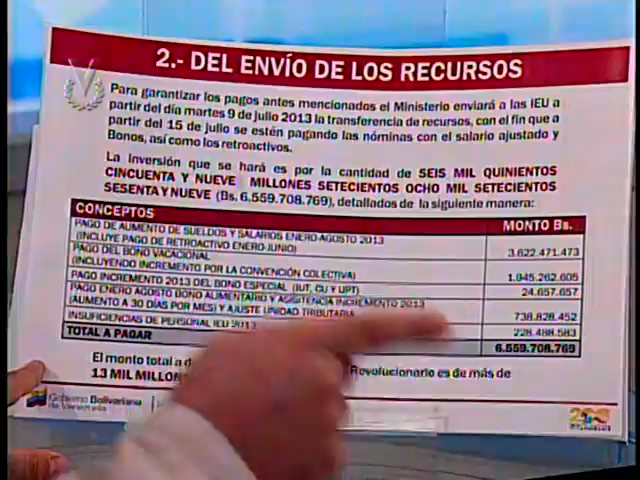 2.- DEL ENVÍO DE LOS RECURSOS
Para garantizar los pagos antes mencionados el Ministerio enviará a las IEU a
partir del día martes 9 de julio 2013 la transferencia de recursos, con el fin que a
partir del 15 de julio se estén pagando las nóminas con el salario ajustado y
Bonos, así como los retroactivos.
La inversión que se hará es por la cantidad de SEIS MIL QUINIENTOS
CINCUENTA Y NUEVE MILLONES SETECIENTOS OCHO MIL SETECIENTOS
SESENTA Y NUEVE (Bs. 6.559.708.769), detallados de la siguiente manera:
CONCEPTOS MONTO Bs.
PAGO DE AUMENTO DE SUELDOS Y SALARIOS ENERO-AGOSTO 2013
(INCLUYE PAGO DE RETROACTIVO ENERO-JUNIO) 3.622.471.473
PAGO DEL BONO VACACIONAL
(INCLUYENDO INCREMENTO POR LA CONVENCIÓN COLECTIVA) 1.945.262.605
PAGO INCREMENTO 2013 DEL BONO ESPECIAL (IUT, CU Y UPT) 24.657.657
PAGO ENERO AGOSTO BONO ALIMENTARIO Y ASISTENCIA INCREMENTO 2013
(AUMENTO A 30 DÍAS POR MES) Y AJUSTE UNIDAD TRIBUTARIA 738.828.452
INSUFICIENCIAS DE PERSONAL IEU 2013 228.488.583
TOTAL A PAGAR 6.559.708.769
El monto total a Revolucionario es de más de
13 MIL MILLON
Gobierno Bolivariano
de Venezuela